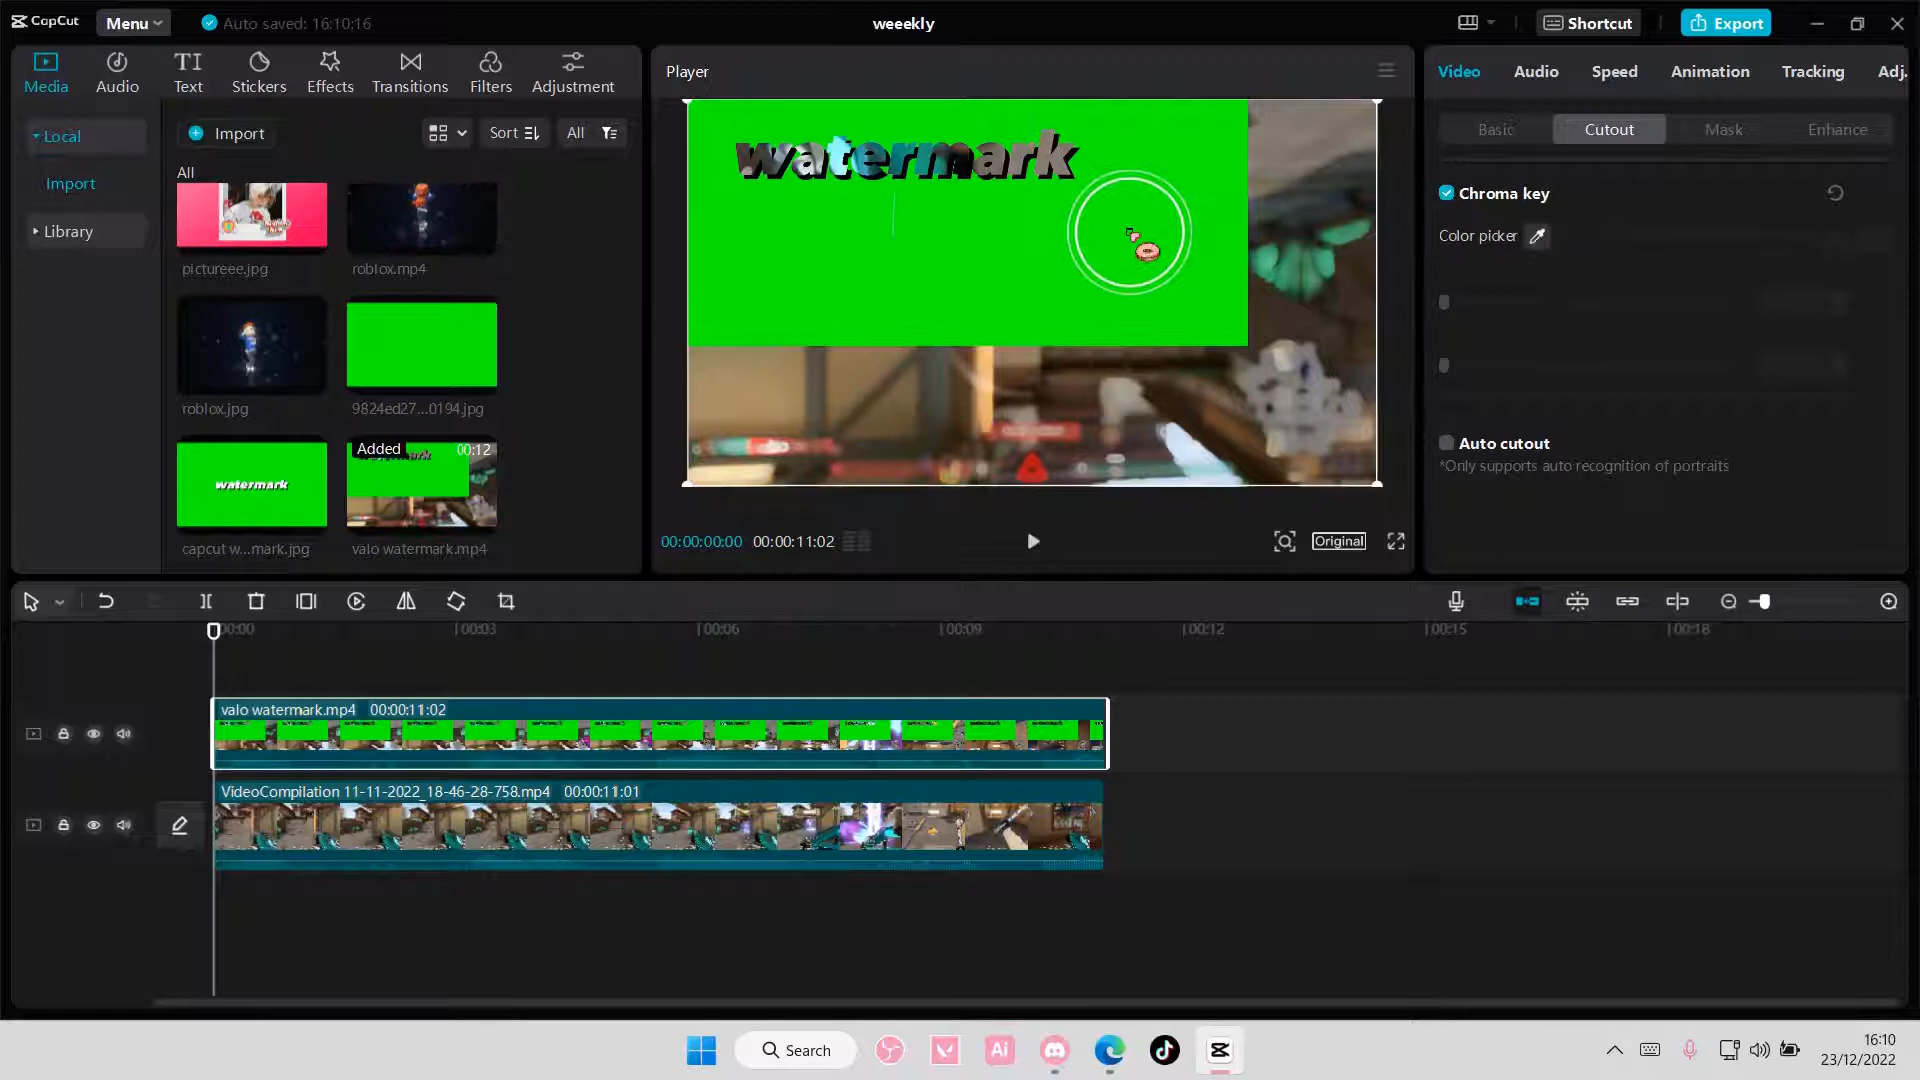 CapCut Menu Auto saved: 16:10:16 weeekly Shortcut Export
Media Audio Text Stickers Effects Transitions Filters Adjustment
Player
Video Audio Speed Animation Tracking Adj.
Local Import Sort All
Basic Cutout Mask Enhance
Import
All
Library
watermark
Chroma key
Color picker
pictureee.jpg roblox.mp4
roblox.jpg 9824ed27...0194.jpg
Added 00:12
watermark
capcut w...mark.jpg valo watermark.mp4
Auto cutout
*Only supports auto recognition of portraits
00:00:00:00 00:00:11:02 Original
00:00 00:03 00:06 00:09 00:12 00:15 00:18
valo watermark.mp4 00:00:11:02
VideoCompilation 11-11-2022_18-46-28-758.mp4 00:00:11:01
Search
Ai
16:10
23/12/2022